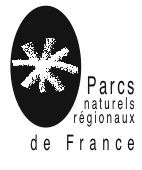 Parcs
naturels
régionaux
de France